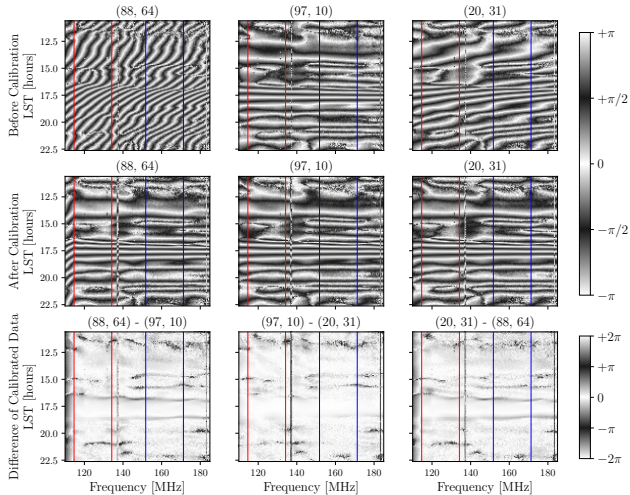 (88, 64) (97, 10) (20, 31)
Before Calibration
LST [hours]
12.5
15.0
17.5
20.0
22.5
(88, 64) (97, 10) (20, 31)
After Calibration
LST [hours]
12.5
15.0
17.5
20.0
22.5
+π
+π/2
0
−π/2
−π
(88, 64) - (97, 10) (97, 10) - (20, 31) (20, 31) - (88, 64)
Difference of Calibrated Data
LST [hours]
12.5
15.0
17.5
20.0
22.5
120 140 160 180 120 140 160 180 120 140 160 180
Frequency [MHz] Frequency [MHz] Frequency [MHz]
+2π
+π
0
−π
−2π